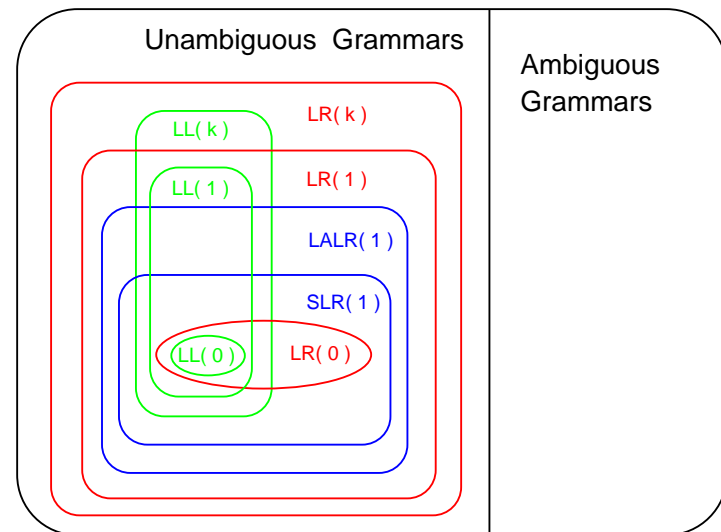 Unambiguous Grammars
Ambiguous
Grammars
LR( k )
LL( k )
LR( 1 )
LL( 1 )
LALR( 1 )
SLR( 1 )
LL( 0 )
LR( 0 )